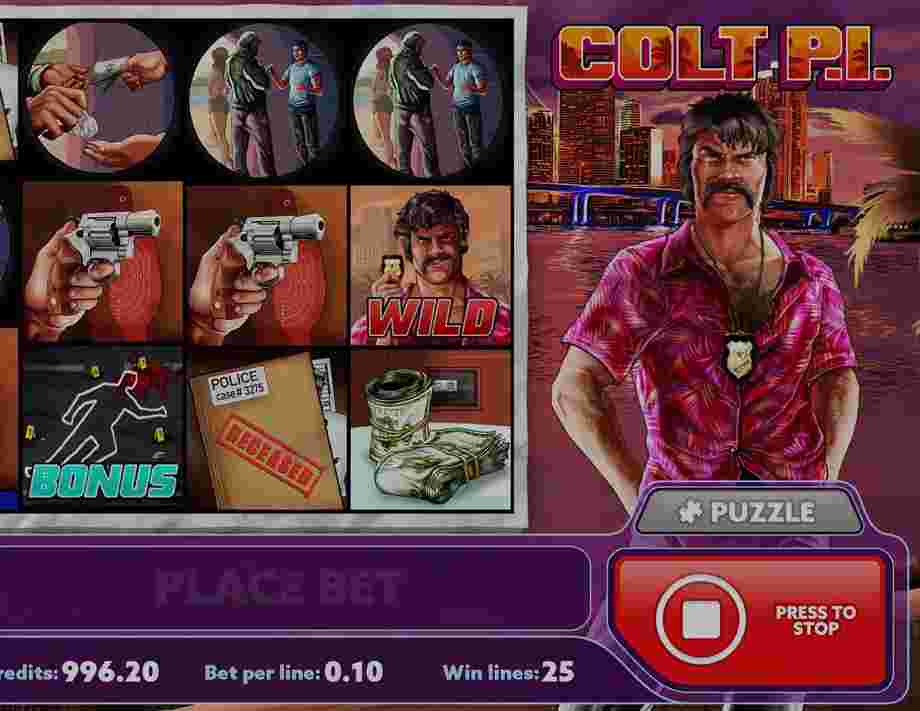 COLT P.I.
WILD
POLICE
case# 3275
DECEASED
BONUS
PUZZLE
PLACE BET
PRESS TO
STOP
redits: 996.20
Bet per line: 0.10
Win lines: 25